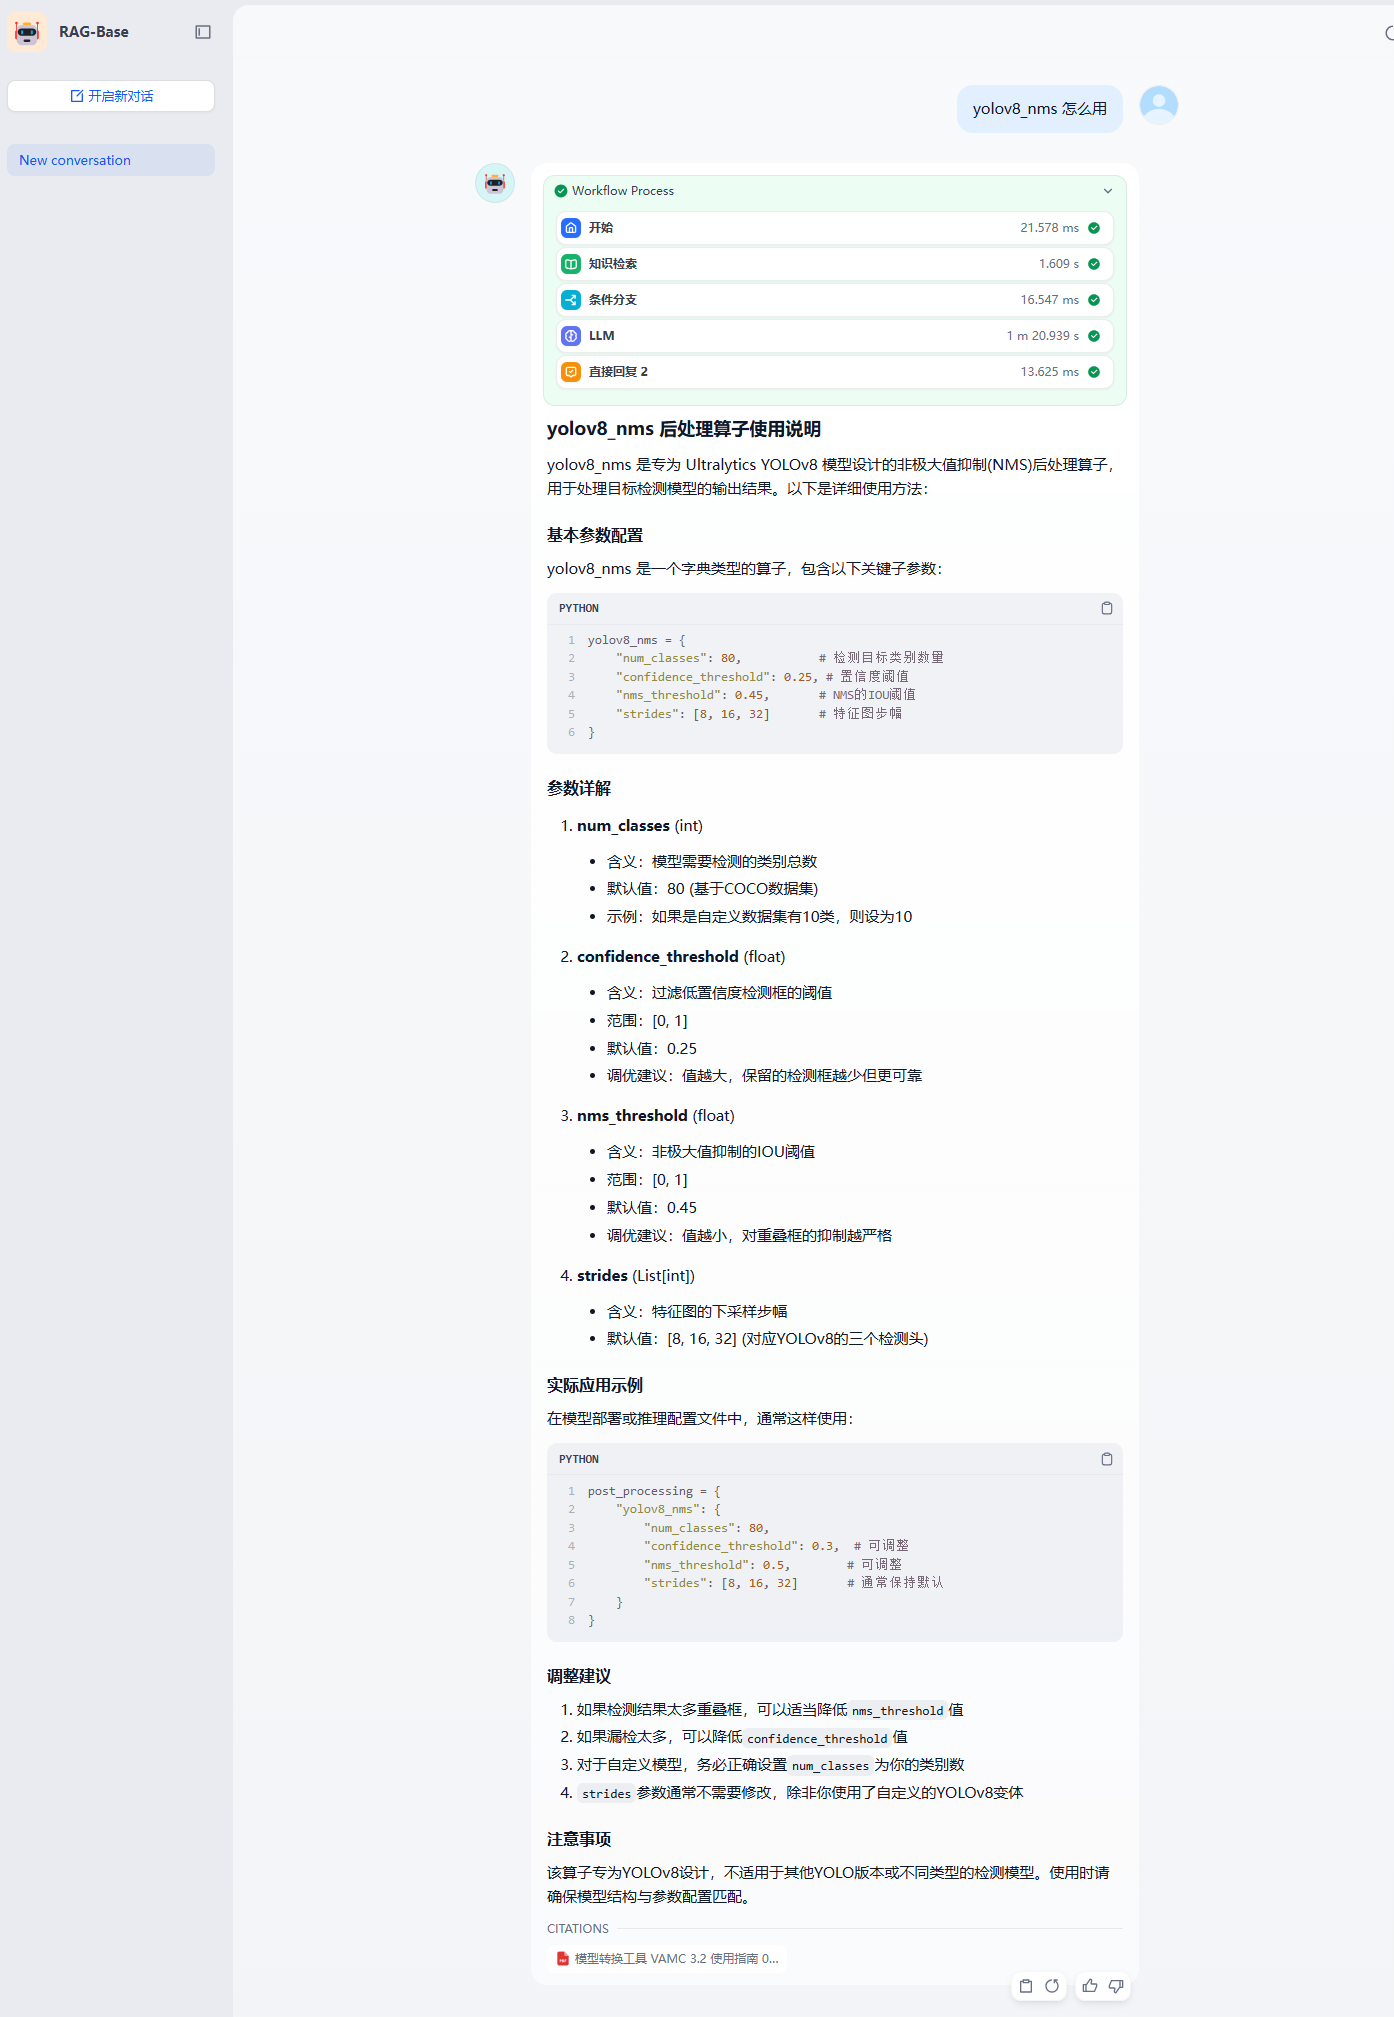 RAG-Base
开启新对话
New conversation
yolov8_nms 怎么用
Workflow Process
开始 21.578 ms
知识检索 1.609 s
条件分支 16.547 ms
LLM 1 m 20.939 s
直接回复 2 13.625 ms
yolov8_nms 后处理算子使用说明
yolov8_nms 是专为 Ultralytics YOLOv8 模型设计的非极大值抑制(NMS)后处理算子，
用于处理目标检测模型的输出结果。以下是详细使用方法：
基本参数配置
yolov8_nms 是一个字典类型的算子，包含以下关键子参数：
PYTHON
1 yolov8_nms = {
2     "num_classes": 80,           # 检测目标类别数量
3     "confidence_threshold": 0.25, # 置信度阈值
4     "nms_threshold": 0.45,       # NMS的IOU阈值
5     "strides": [8, 16, 32]       # 特征图步幅
6 }
参数详解
1. num_classes (int)
• 含义：模型需要检测的类别总数
• 默认值：80 (基于COCO数据集)
• 示例：如果是自定义数据集有10类，则设为10
2. confidence_threshold (float)
• 含义：过滤低置信度检测框的阈值
• 范围：[0, 1]
• 默认值：0.25
• 调优建议：值越大，保留的检测框越少但更可靠
3. nms_threshold (float)
• 含义：非极大值抑制的IOU阈值
• 范围：[0, 1]
• 默认值：0.45
• 调优建议：值越小，对重叠框的抑制越严格
4. strides (List[int])
• 含义：特征图的下采样步幅
• 默认值：[8, 16, 32] (对应YOLOv8的三个检测头)
实际应用示例
在模型部署或推理配置文件中，通常这样使用：
PYTHON
1 post_processing = {
2     "yolov8_nms": {
3         "num_classes": 80,
4         "confidence_threshold": 0.3,  # 可调整
5         "nms_threshold": 0.5,        # 可调整
6         "strides": [8, 16, 32]       # 通常保持默认
7     }
8 }
调整建议
1. 如果检测结果太多重叠框，可以适当降低 nms_threshold 值
2. 如果漏检太多，可以降低 confidence_threshold 值
3. 对于自定义模型，务必正确设置 num_classes 为你的类别数
4. strides 参数通常不需要修改，除非你使用了自定义的YOLOv8变体
注意事项
该算子专为YOLOv8设计，不适用于其他YOLO版本或不同类型的检测模型。使用时请
确保模型结构与参数配置匹配。
CITATIONS
模型转换工具 VAMC 3.2 使用指南 0...